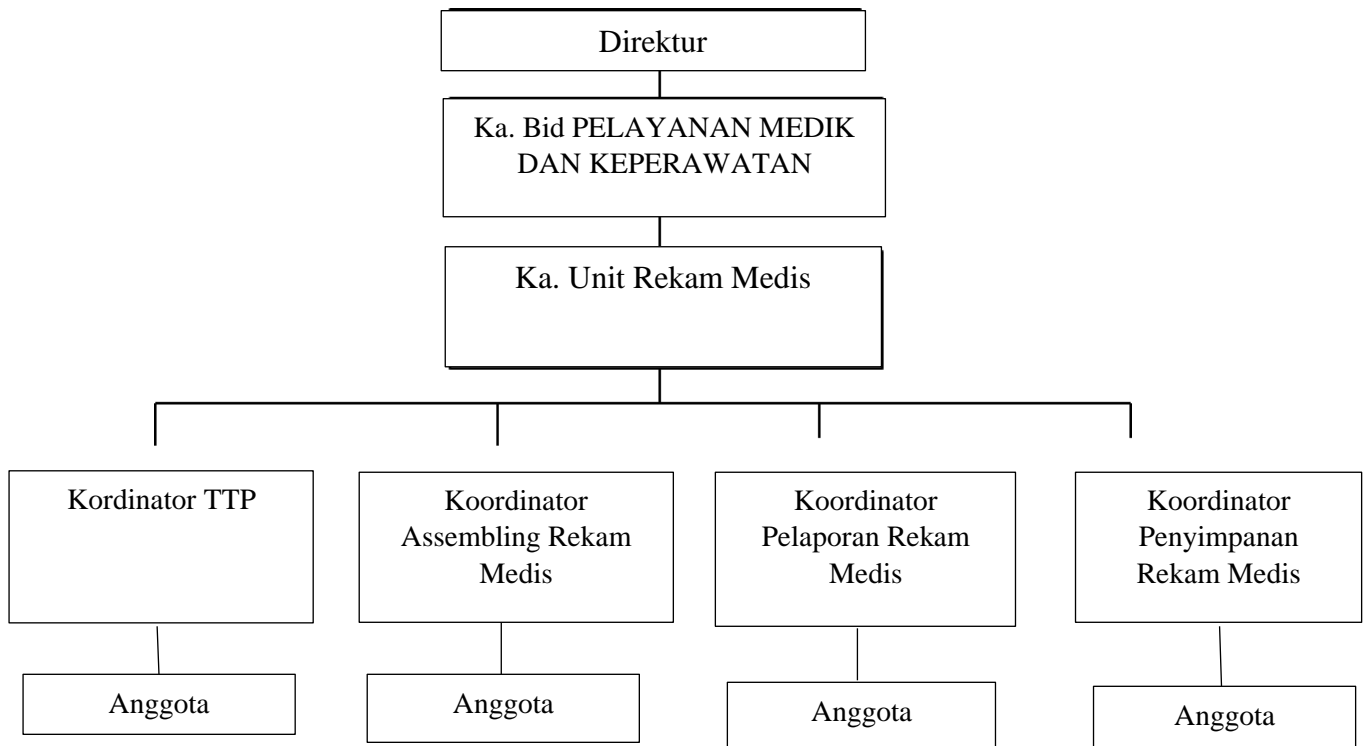 Direktur
Ka. Bid PELAYANAN MEDIK
DAN KEPERAWATAN
Ka. Unit Rekam Medis
Kordinator TTP
Koordinator
Assembling Rekam
Medis
Koordinator
Pelaporan Rekam
Medis
Koordinator
Penyimpanan
Rekam Medis
Anggota
Anggota
Anggota
Anggota